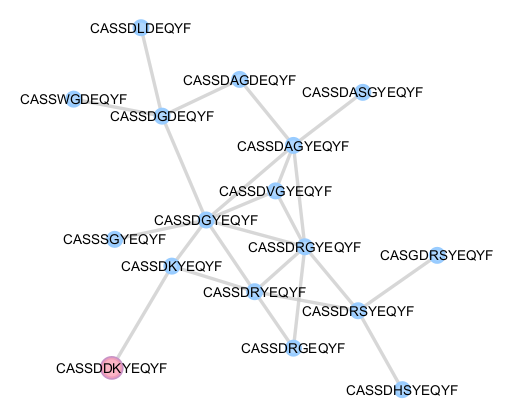 CASSDLDEQYF
CASSDAGDEQYF
CASSDASGYEQYF
CASSWGDEQYF
CASSDGDEQYF
CASSDAGYEQYF
CASSDVGYEQYF
CASSDGYEQYF
CASSSGYEQYF
CASSDRGYEQYF
CASGDRSYEQYF
CASSDKYEQYF
CASSDRYEQYF
CASSDRSYEQYF
CASSDRGEQYF
CASSDDKYEQYF
CASSDHSYEQYF